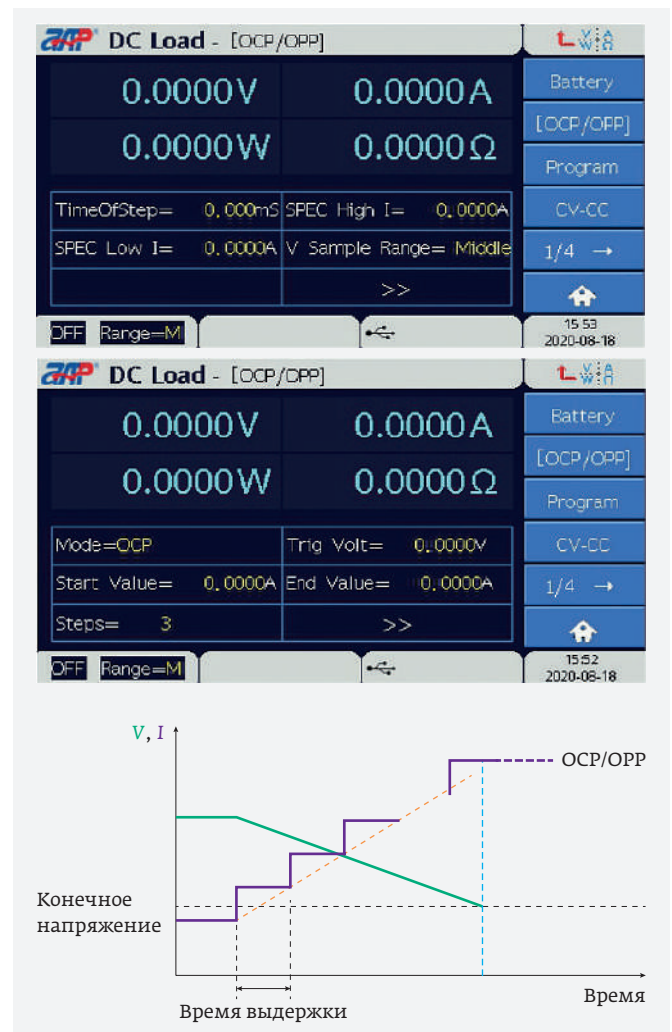 DC Load - [OCP/OPP]
0.0000V 0.0000A
0.0000W 0.0000Ω
TimeOfStep= 0.000mS SPEC High I= 0.0000A
SPEC Low I= 0.0000A V Sample Range= Middle
>>
OFF Range=M
Battery
[OCP/OPP]
Program
CV-CC
1/4 →
15:53
2020-08-18
DC Load - [OCP/OPP]
0.0000V 0.0000A
0.0000W 0.0000Ω
Mode=OCP Trig Volt= 0.0000V
Start Value= 0.0000A End Value= 0.0000A
Steps= 3 >>
OFF Range=M
Battery
[OCP/OPP]
Program
CV-CC
1/4 →
15:52
2020-08-18
V, I
OCP/OPP
Конечное
напряжение
Время
Время выдержки